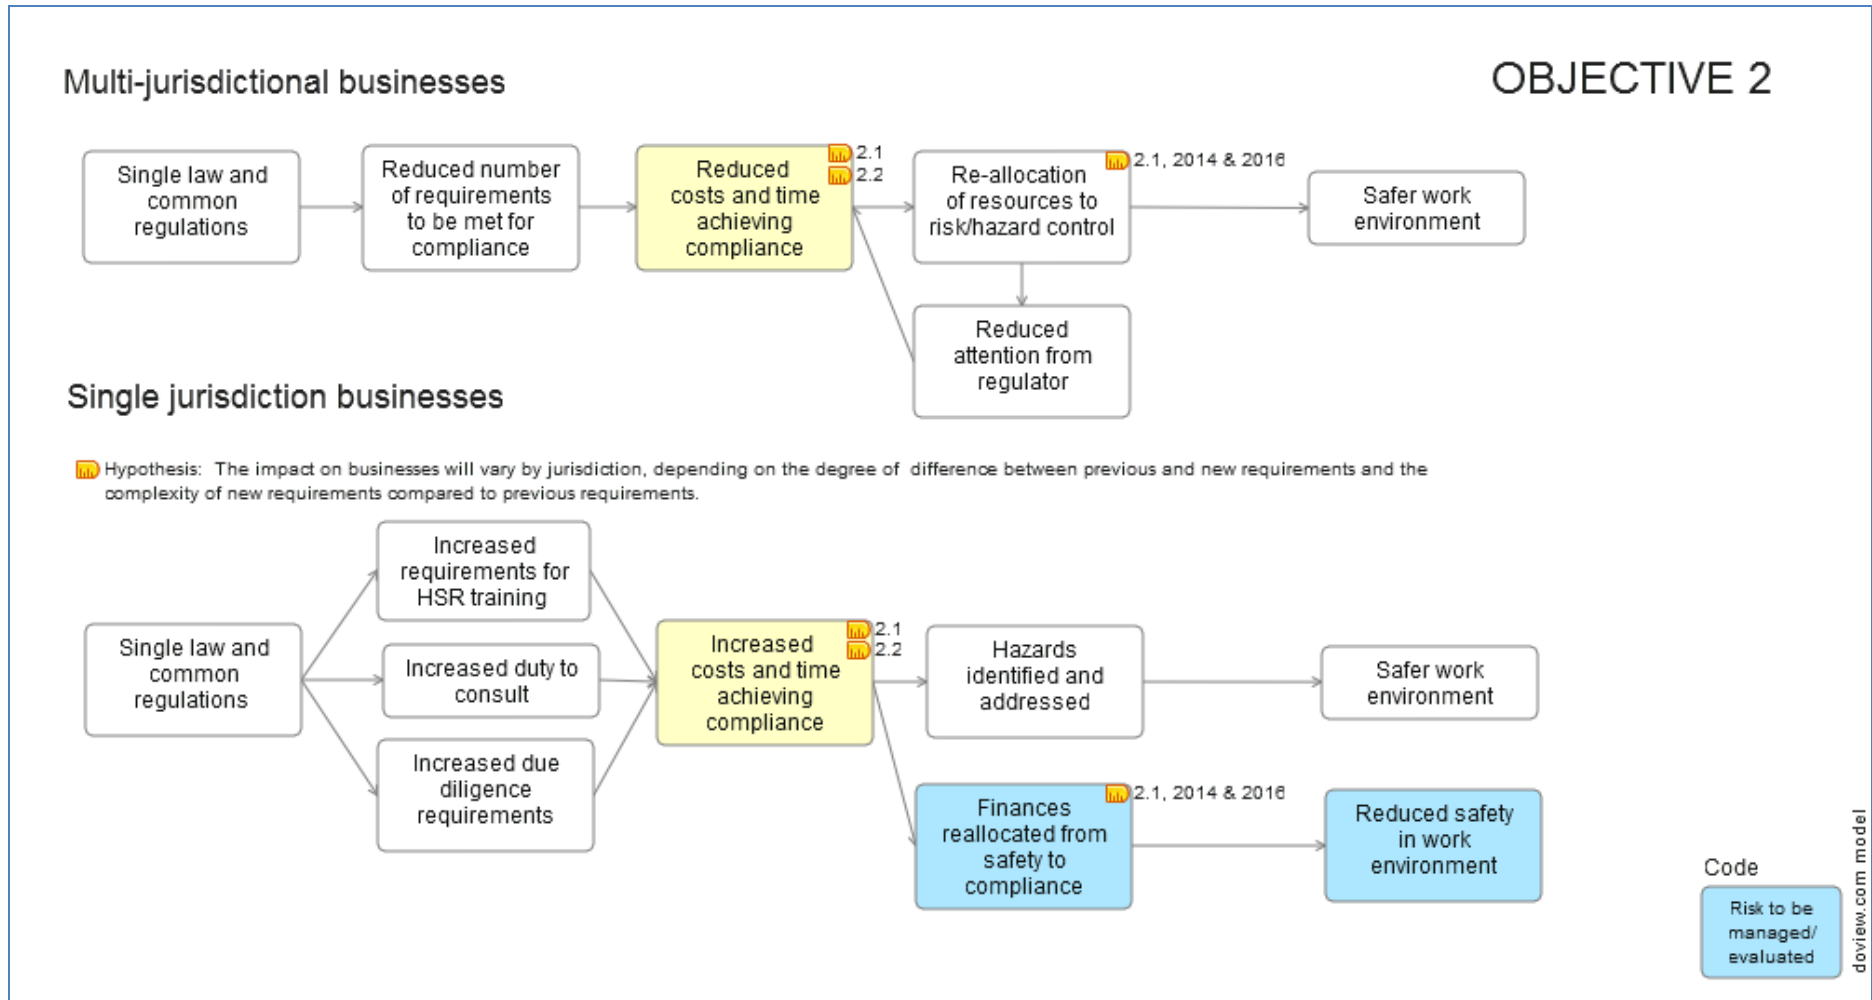 Multi-jurisdictional businesses
OBJECTIVE 2
Single law and
common
regulations
Reduced number
of requirements
to be met for
compliance
Reduced
costs and time
achieving
compliance
2.1
2.2
Re-allocation
of resources to
risk/hazard control
2.1, 2014 & 2016
Safer work
environment
Reduced
attention from
regulator
Single jurisdiction businesses
Hypothesis: The impact on businesses will vary by jurisdiction, depending on the degree of difference between previous and new requirements and the
complexity of new requirements compared to previous requirements.
Single law and
common
regulations
Increased
requirements for
HSR training
Increased duty to
consult
Increased due
diligence
requirements
Increased
costs and time
achieving
compliance
2.1
2.2
Hazards
identified and
addressed
Safer work
environment
Finances
reallocated from
safety to
compliance
2.1, 2014 & 2016
Reduced safety
in work
environment
Code
Risk to be
managed/
evaluated
doview.com model